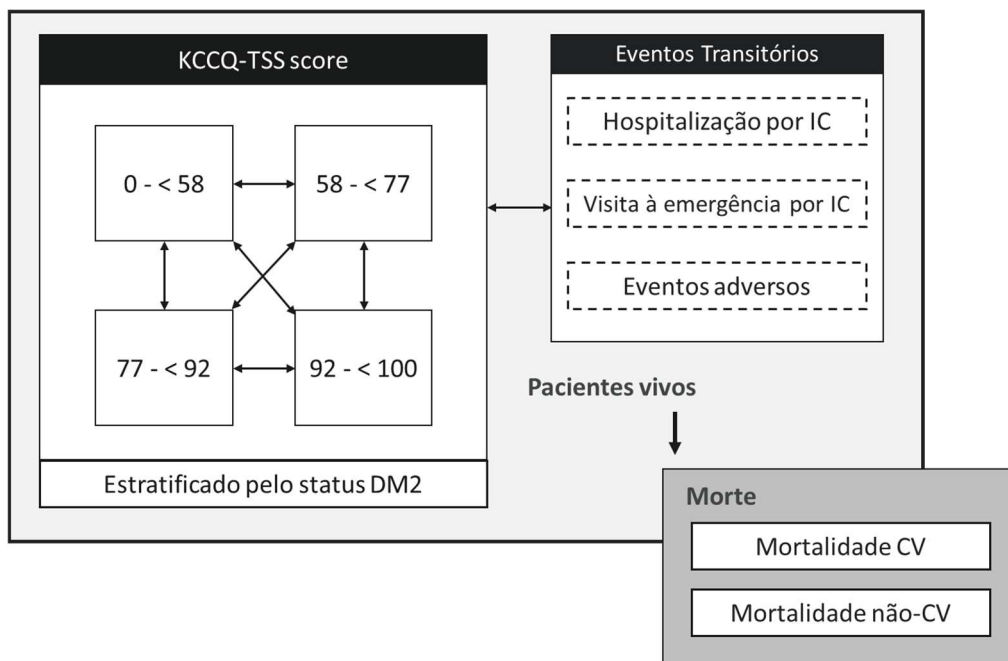 KCCQ-TSS score
0 - < 58
58 - < 77
77 - < 92
92 - < 100
Estratificado pelo status DM2
Eventos Transitórios
Hospitalização por IC
Visita à emergência por IC
Eventos adversos
Pacientes vivos
Morte
Mortalidade CV
Mortalidade não-CV